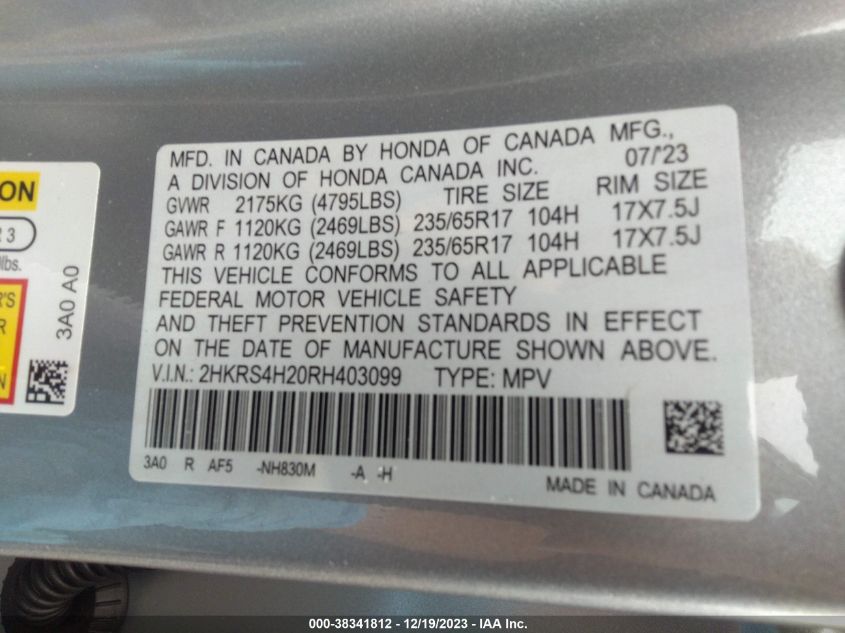 MFD. IN CANADA BY HONDA OF CANADA MFG.,
A DIVISION OF HONDA CANADA INC. 07/'23
GVWR 2175KG (4795LBS) TIRE SIZE RIM SIZE
GAWR F 1120KG (2469LBS) 235/65R17 104H 17X7.5J
GAWR R 1120KG (2469LBS) 235/65R17 104H 17X7.5J
THIS VEHICLE CONFORMS TO ALL APPLICABLE
FEDERAL MOTOR VEHICLE SAFETY
AND THEFT PREVENTION STANDARDS IN EFFECT
ON THE DATE OF MANUFACTURE SHOWN ABOVE.
V.I.N.: 2HKRS4H20RH403099 TYPE: MPV
3A0 R AF5 -NH830M -A -H
MADE IN CANADA
3A0 A0
ON
R 3
lbs.
R'S
R
N
000-38341812 - 12/19/2023 - IAA Inc.